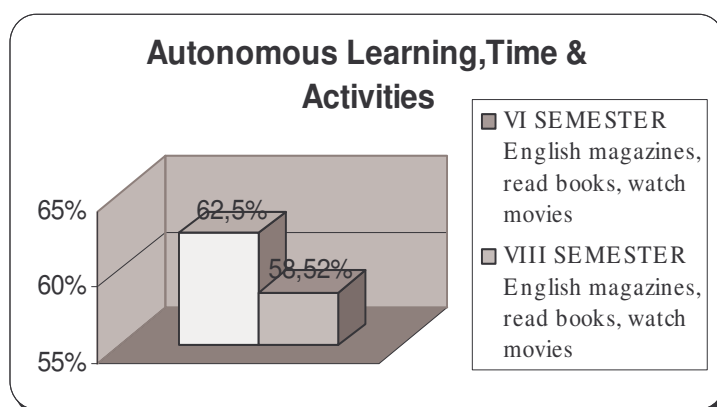 Autonomous Learning,Time &
Activities
65%
60%
55%
62,5%
58,52%
VI SEMESTER
English magazines,
read books, watch
movies
VIII SEMESTER
English magazines,
read books, watch
movies